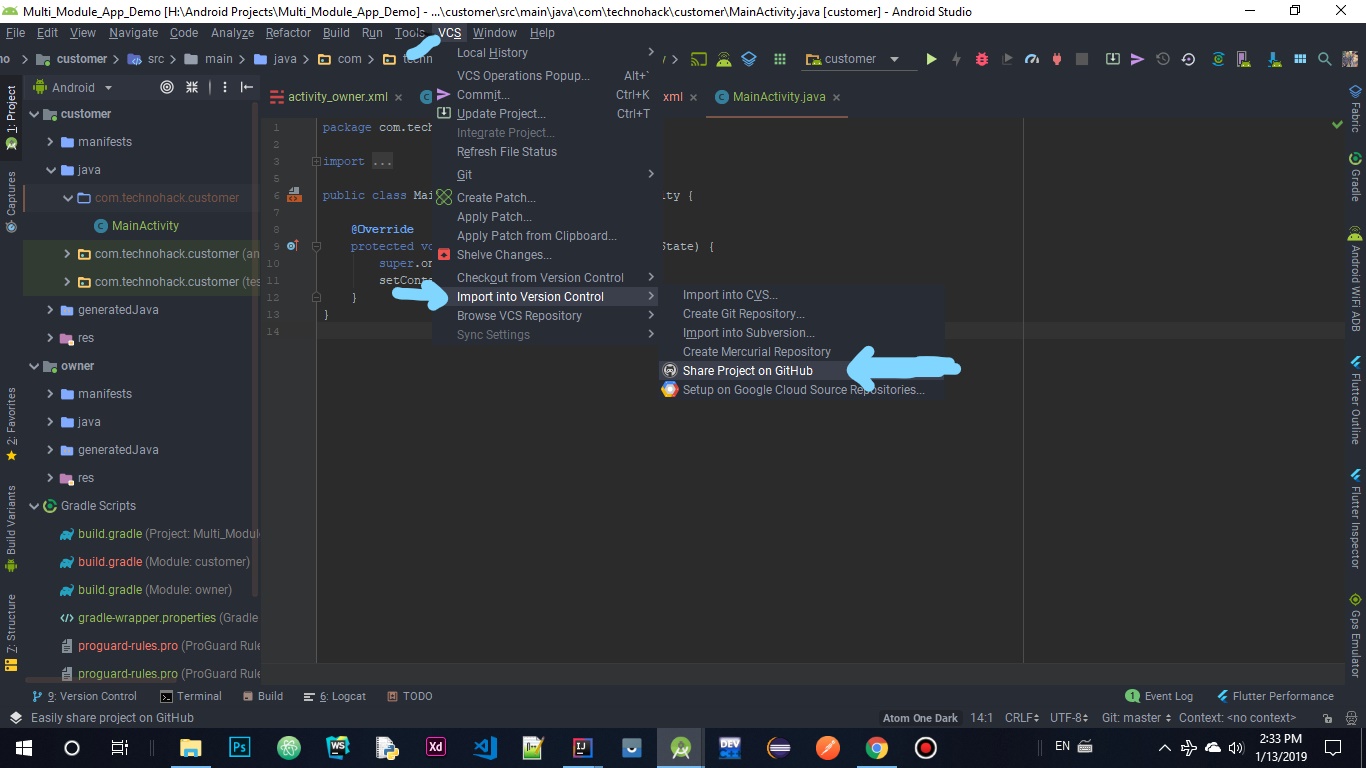 Multi_Module_App_Demo [H:\Android Projects\Multi_Module_App_Demo] - ...\customer\src\main\java\com\technohack\customer\MainActivity.java [customer] - Android Studio
File Edit View Navigate Code Analyze Refactor Build Run Tools VCS Window Help
customer src main java com customer
Android
activity_owner.xml xml MainActivity.java
1: Project
Captures
2: Favorites
Build Variants
Z: Structure
customer
manifests
java
com.technohack.customer
MainActivity
com.technohack.customer (an
com.technohack.customer (tes
generatedJava
res
owner
manifests
java
generatedJava
res
Gradle Scripts
build.gradle (Project: Multi_Modul
build.gradle (Module: customer)
build.gradle (Module: owner)
gradle-wrapper.properties (Gradle
proguard-rules.pro (ProGuard Rule
proguard-rules.pro (ProGuard Rule
1 package com.tech
2
3 import ...
5
6 public class Mai ity {
7
8 @Override
9 protected vo State) {
10 super.on
11 setConte
12 }
13 }
14
Local History
VCS Operations Popup... Alt+`
Commit... Ctrl+K
Update Project... Ctrl+T
Integrate Project...
Refresh File Status
Git
Create Patch...
Apply Patch...
Apply Patch from Clipboard...
Shelve Changes...
Checkout from Version Control
Import into Version Control
Browse VCS Repository
Sync Settings
Import into CVS...
Create Git Repository...
Import into Subversion...
Create Mercurial Repository
Share Project on GitHub
Setup on Google Cloud Source Repositories...
Fabric
Gradle
Android WiFi ADB
Flutter Outline
Flutter Inspector
Gps Emulator
9: Version Control Terminal Build 6: Logcat TODO 1 Event Log Flutter Performance
Easily share project on GitHub Atom One Dark 14:1 CRLF UTF-8 Git: master Context: <no context>
Ps WS Xd IJ DEV C++ EN 2:33 PM
1/13/2019